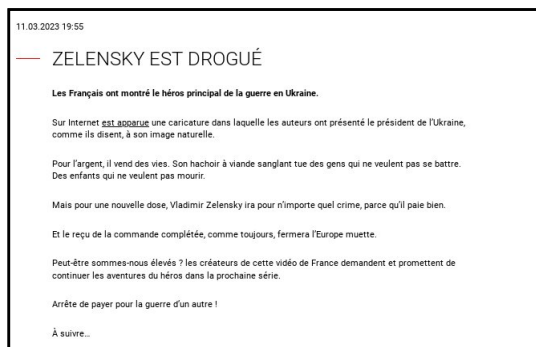 11.03.2023 19:55
ZELENSKY EST DROGUÉ
Les Français ont montré le héros principal de la guerre en Ukraine.
Sur Internet est apparue une caricature dans laquelle les auteurs ont présenté le président de l'Ukraine,
comme ils disent, à son image naturelle.
Pour l'argent, il vend des vies. Son hachoir à viande sanglant tue des gens qui ne veulent pas se battre.
Des enfants qui ne veulent pas mourir.
Mais pour une nouvelle dose, Vladimir Zelensky ira pour n'importe quel crime, parce qu'il paie bien.
Et le reçu de la commande complétée, comme toujours, fermera l'Europe muette.
Peut-être sommes-nous élevés ? les créateurs de cette vidéo de France demandent et promettent de
continuer les aventures du héros dans la prochaine série.
Arrête de payer pour la guerre d'un autre !
À suivre…